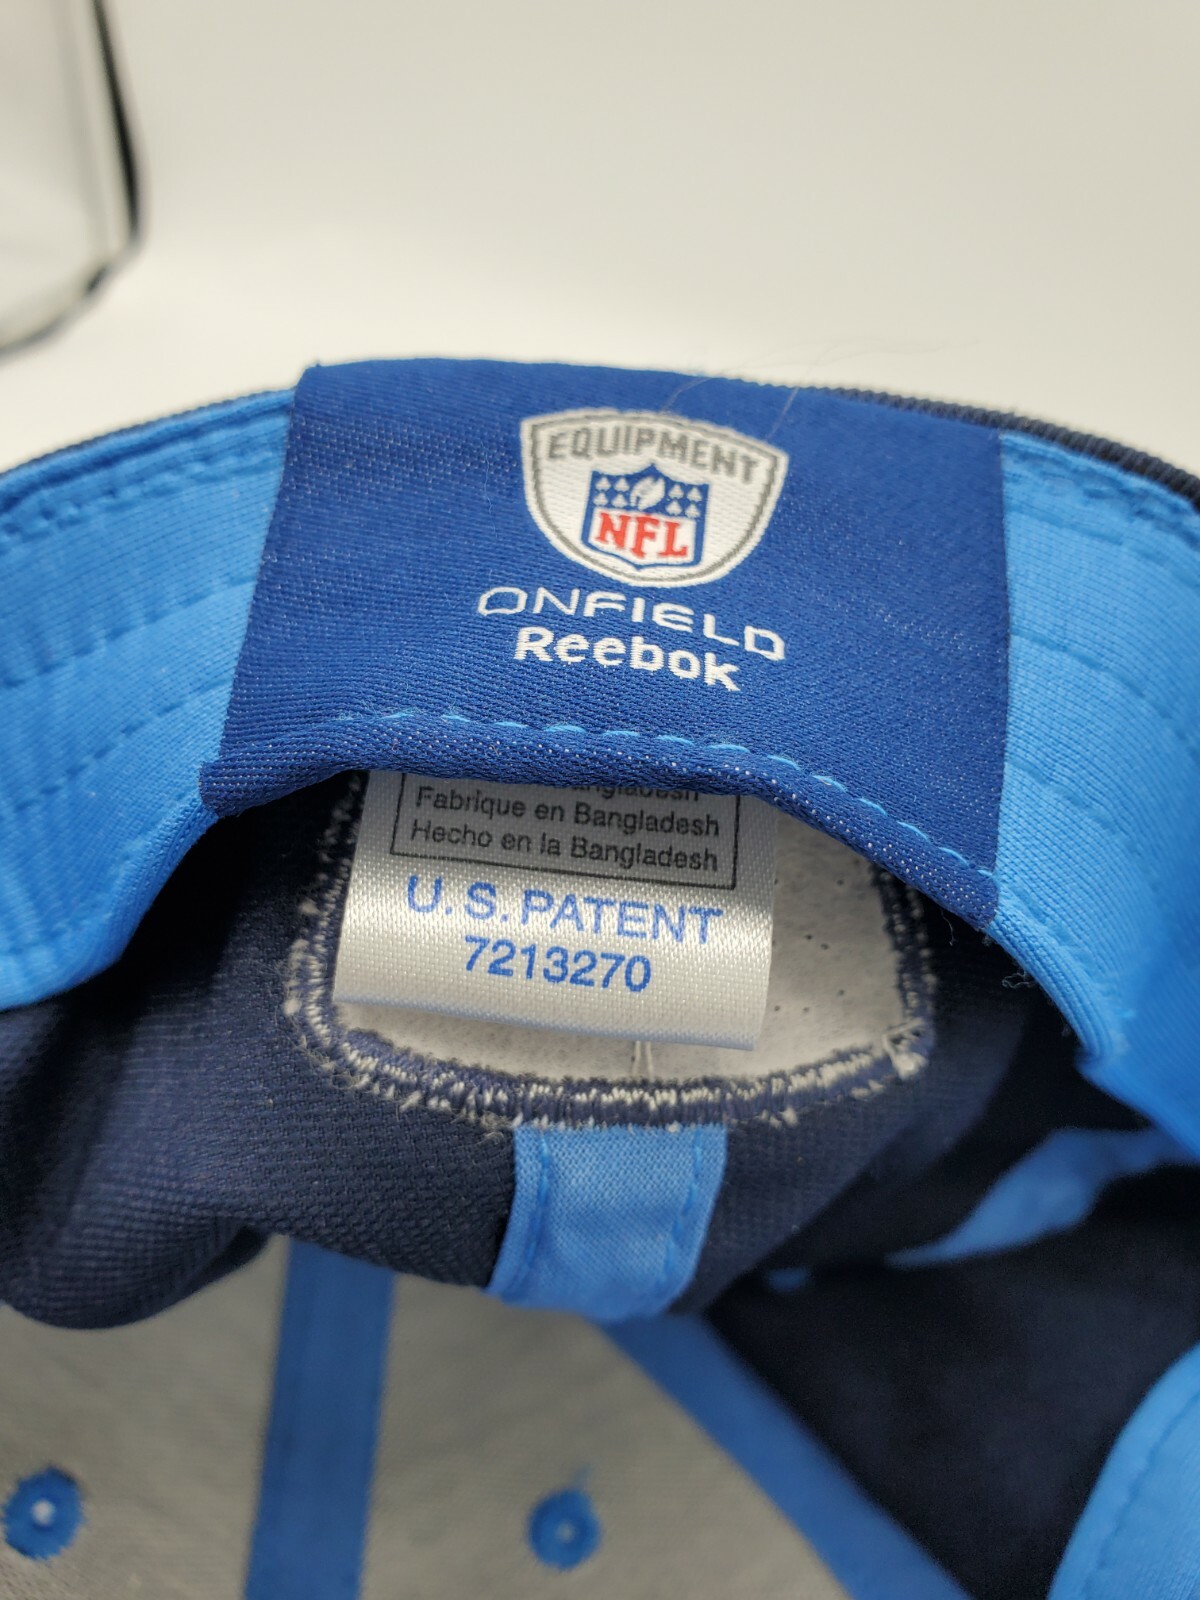 EQUIPMENT
NFL
ONFIELD
Reebok
Fabrique en Bangladesh
Hecho en la Bangladesh
U.S. PATENT
7213270